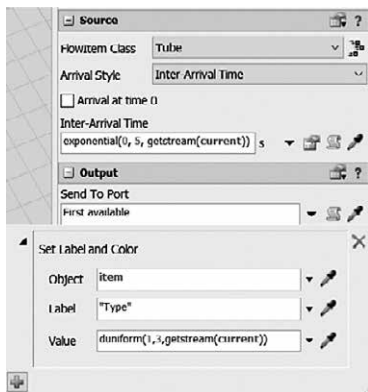 Source
?
FlowItem Class Tube
Arrival Style Inter Arrival Time
Arrival at time 0
Inter-Arrival Time
exponential(0, 5, getstream(current)) s
Output
?
Send To Port
First available
Set Label and Color
Object item
Label "Type"
Value duniform(1,3,getstream(current))